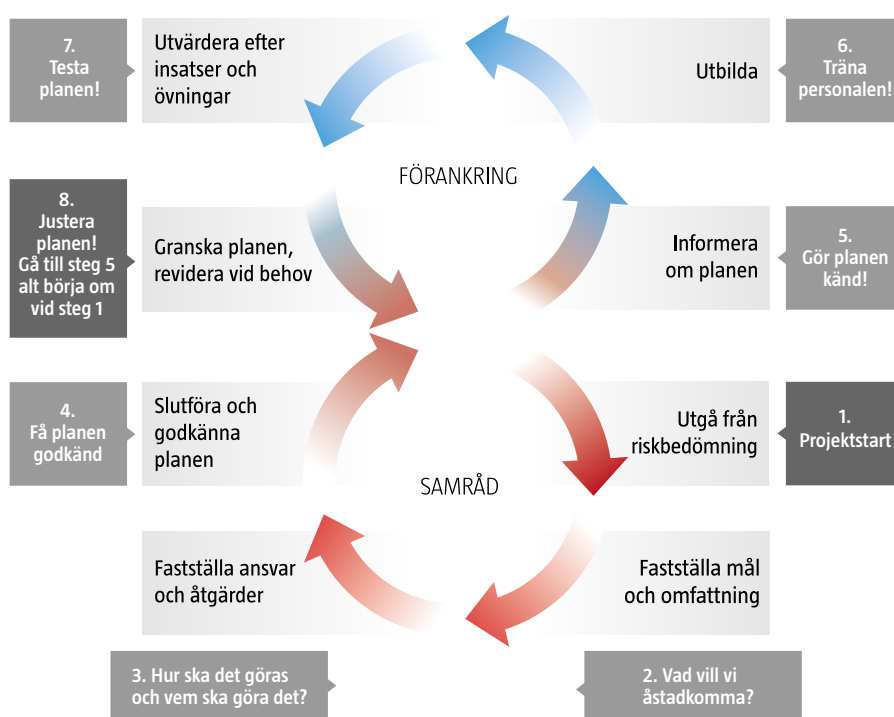 7.
Testa
planen!
Utvärdera efter
insatser och
övningar
Utbilda
6.
Träna
personalen!
FÖRANKRING
8.
Justera
planen!
Gå till steg 5
alt börja om
vid steg 1
Granska planen,
revidera vid behov
Informera
om planen
5.
Gör planen
känd!
4.
Få planen
godkänd
Slutföra och
godkänna
planen
Utgå från
riskbedömning
1.
Projektstart
SAMRÅD
Fastställa ansvar
och åtgärder
Fastställa mål
och omfattning
3. Hur ska det göras
och vem ska göra det?
2. Vad vill vi
åstadkomma?